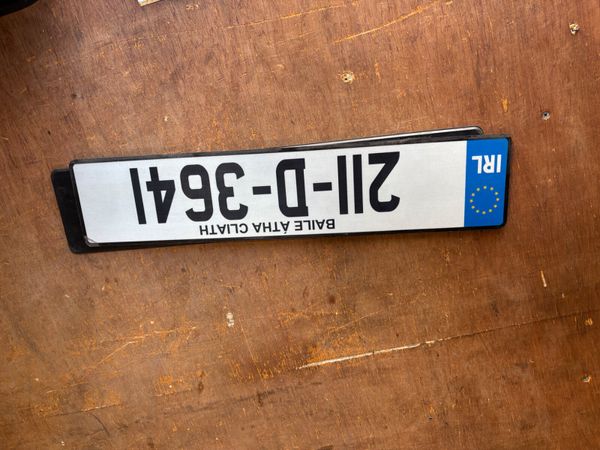 BAILE ÁTHA CLIATH
IRL
211-D-3641